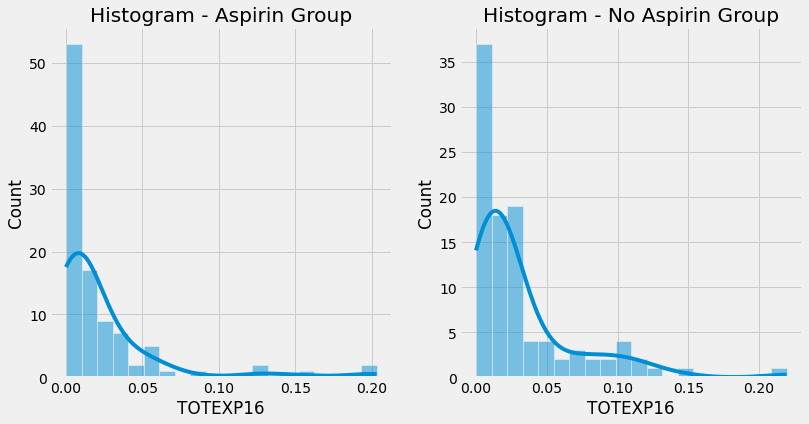 Histogram - Aspirin Group
Count
50
40
30
20
10
0
0.00 0.05 0.10 0.15 0.20
TOTEXP16
Histogram - No Aspirin Group
Count
35
30
25
20
15
10
5
0
0.00 0.05 0.10 0.15 0.20
TOTEXP16